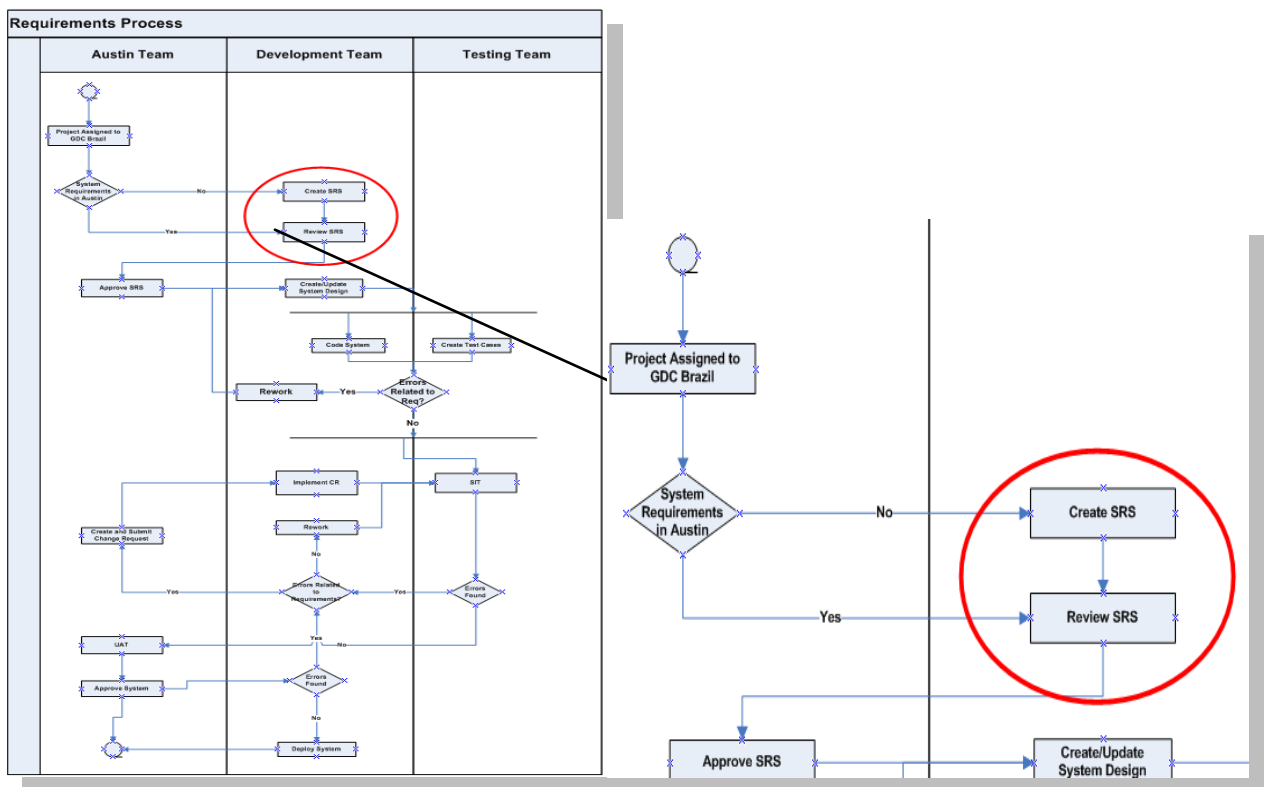 Requirements Process
Austin Team
Development Team
Testing Team
Project Assigned to
GDC Brazil
System
Requirements
in Austin
No
Create SRS
Yes
Review SRS
Approve SRS
Create/Update
System Design
Code System
Create Test Cases
Rework
Yes
Errors
Related to
Req?
No
Implement CR
SIT
Create and Submit
Change Request
Rework
No
Yes
Errors Related
to
Requirements?
Yes
Errors
Found
Yes
UAT
No
Approve System
Errors
Found
No
Deploy System
Project Assigned to
GDC Brazil
System
Requirements
in Austin
No
Create SRS
Yes
Review SRS
Approve SRS
Create/Update
System Design